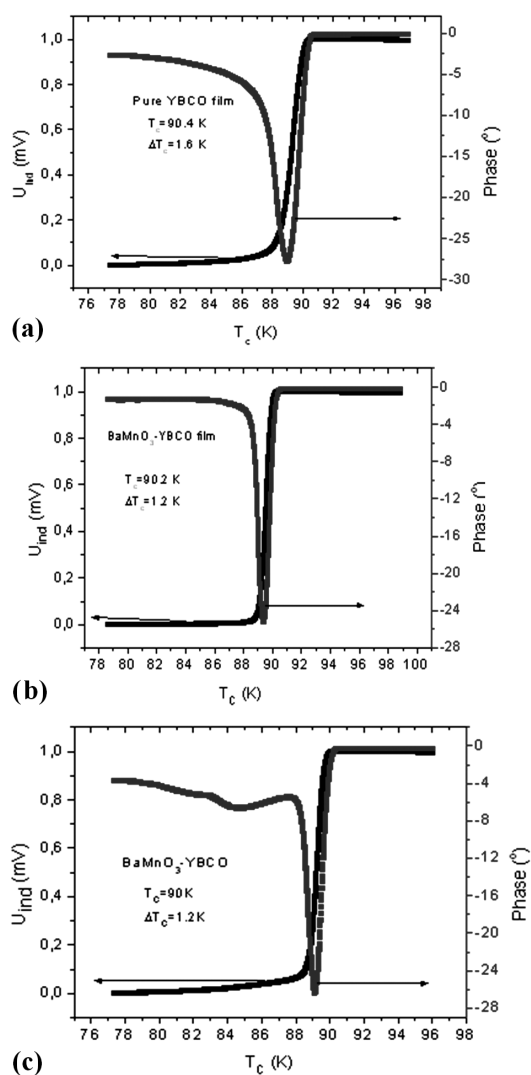 1,0
0,8
0,6
0,4
0,2
0,0
U_ind (mV)
Pure YBCO film
T_c=90.4 K
ΔT_c=1.6 K
0
-5
-10
-15
-20
-25
-30
Phase (°)
76 78 80 82 84 86 88 90 92 94 96 98
T_c (K)
(a)
1,0
0,8
0,6
0,4
0,2
0,0
U_ind (mV)
BaMnO₃-YBCO film
T_c=90.2 K
ΔT_c=1.2 K
0
-4
-8
-12
-16
-20
-24
-28
Phase (°)
78 80 82 84 86 88 90 92 94 96 98 100
T_C (K)
(b)
1,0
0,8
0,6
0,4
0,2
0,0
U_ind (mV)
BaMnO₃-YBCO
T_C=90K
ΔT_C=1.2K
0
-4
-8
-12
-16
-20
-24
-28
Phase (°)
76 78 80 82 84 86 88 90 92 94 96 98
T_C (K)
(c)